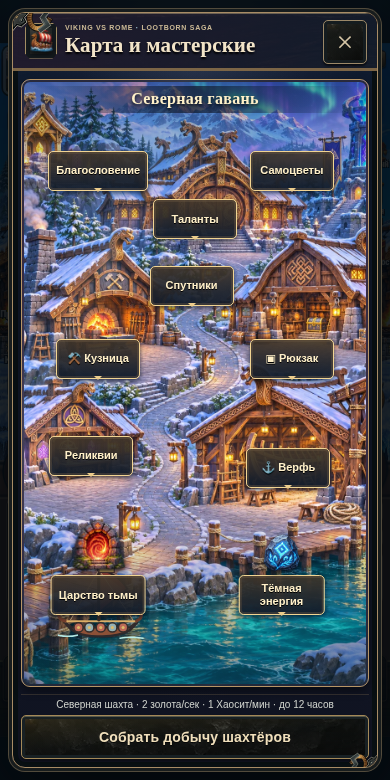 VIKING VS ROME · LOOTBORN SAGA
Карта и мастерские
Северная гавань
Благословение
Самоцветы
Таланты
Спутники
Кузница
Рюкзак
Реликвии
Верфь
Царство тьмы
Тёмная
энергия
Северная шахта · 2 золота/сек · 1 Хаосит/мин · до 12 часов
Собрать добычу шахтёров